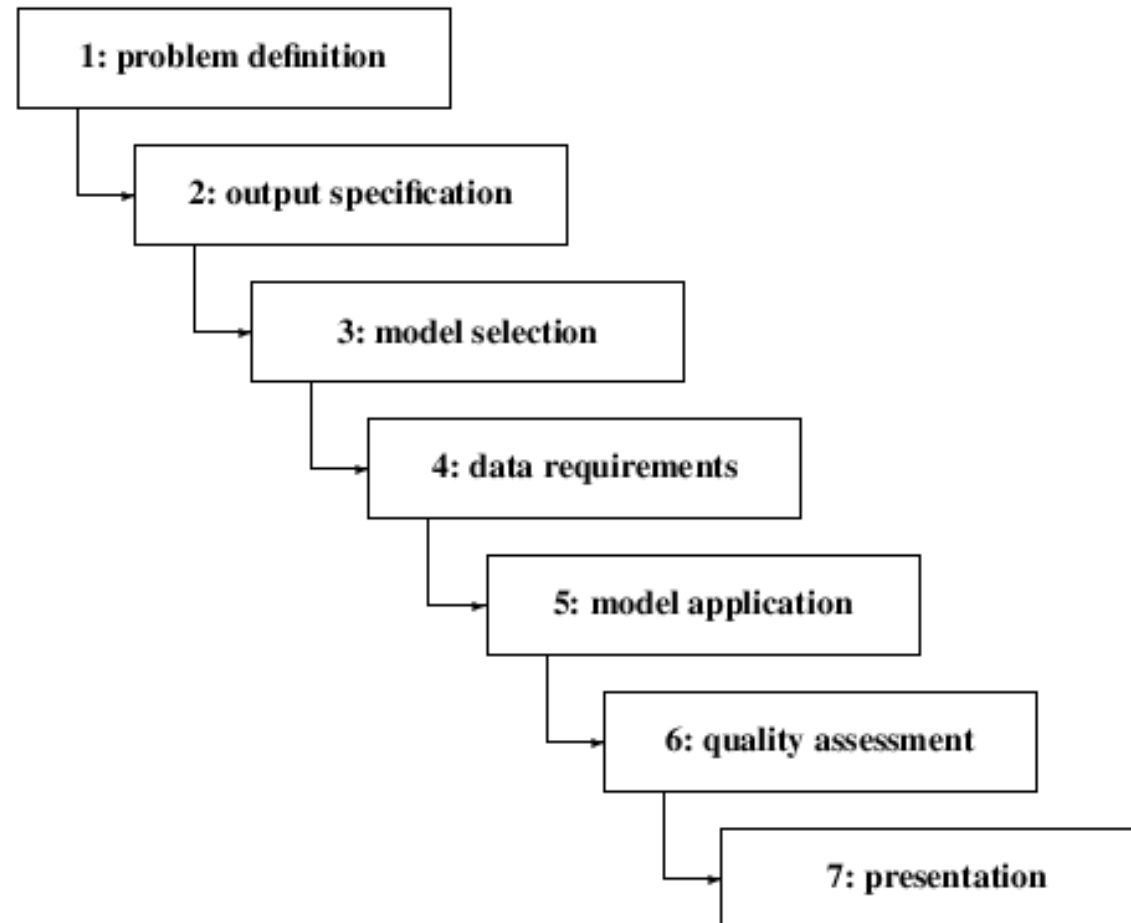 1: problem definition
2: output specification
3: model selection
4: data requirements
5: model application
6: quality assessment
7: presentation